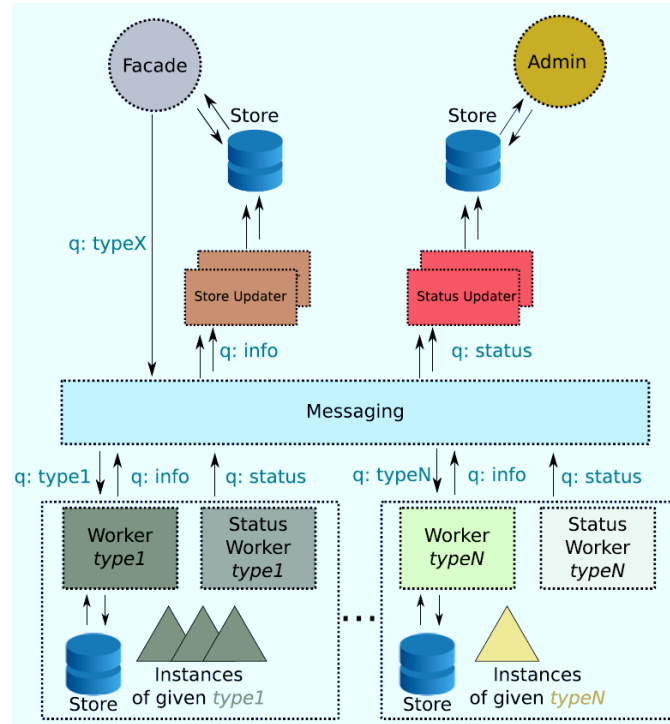 Facade
Admin
Store
Store
q: typeX
Store Updater
Status Updater
q: info
q: status
Messaging
q: type1
q: info
q: status
q: typeN
q: info
q: status
Worker
type1
Status
Worker
type1
Worker
typeN
Status
Worker
typeN
...
Store
Instances
of given type1
Store
Instances
of given typeN